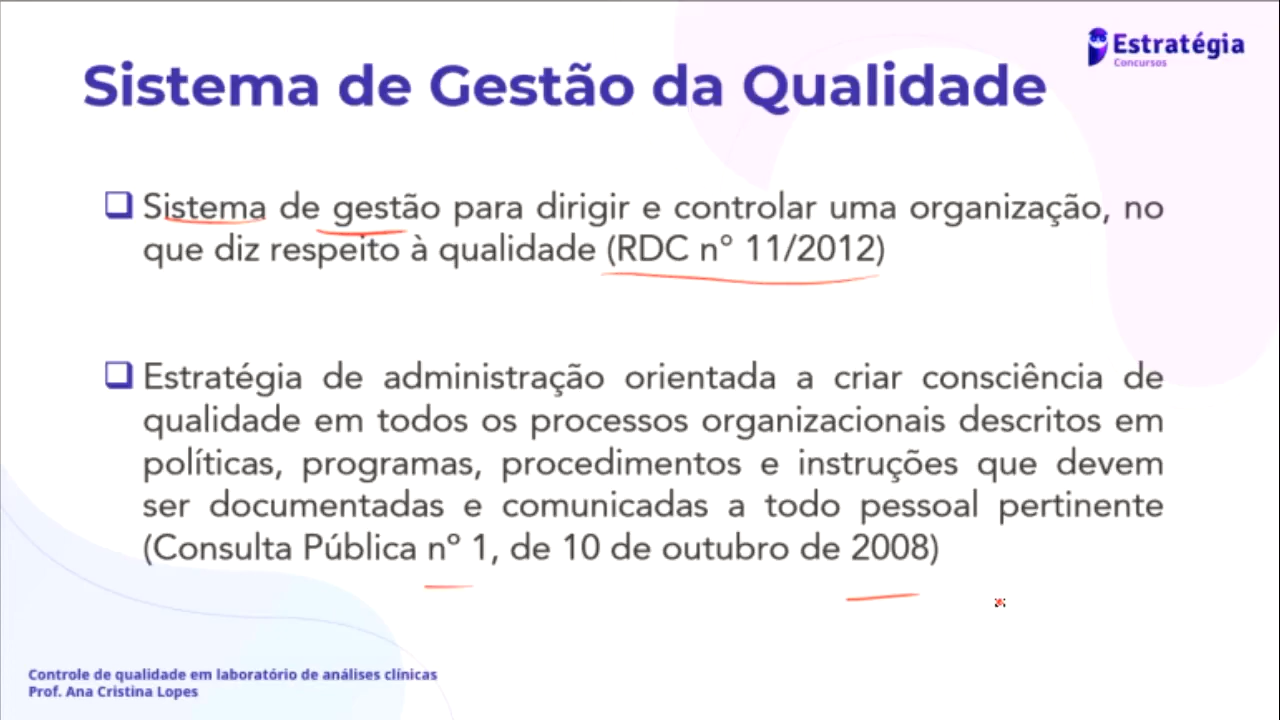 Estratégia
Concursos
Sistema de Gestão da Qualidade
Sistema de gestão para dirigir e controlar uma organização, no
que diz respeito à qualidade (RDC nº 11/2012)
Estratégia de administração orientada a criar consciência de
qualidade em todos os processos organizacionais descritos em
políticas, programas, procedimentos e instruções que devem
ser documentadas e comunicadas a todo pessoal pertinente
(Consulta Pública nº 1, de 10 de outubro de 2008)
Controle de qualidade em laboratório de análises clínicas
Prof. Ana Cristina Lopes